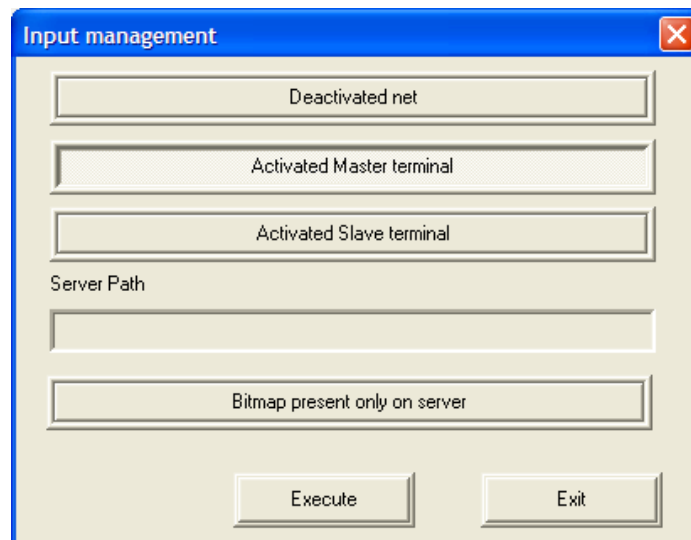 Input management
Deactivated net
Activated Master terminal
Activated Slave terminal
Server Path
Bitmap present only on server
Execute Exit